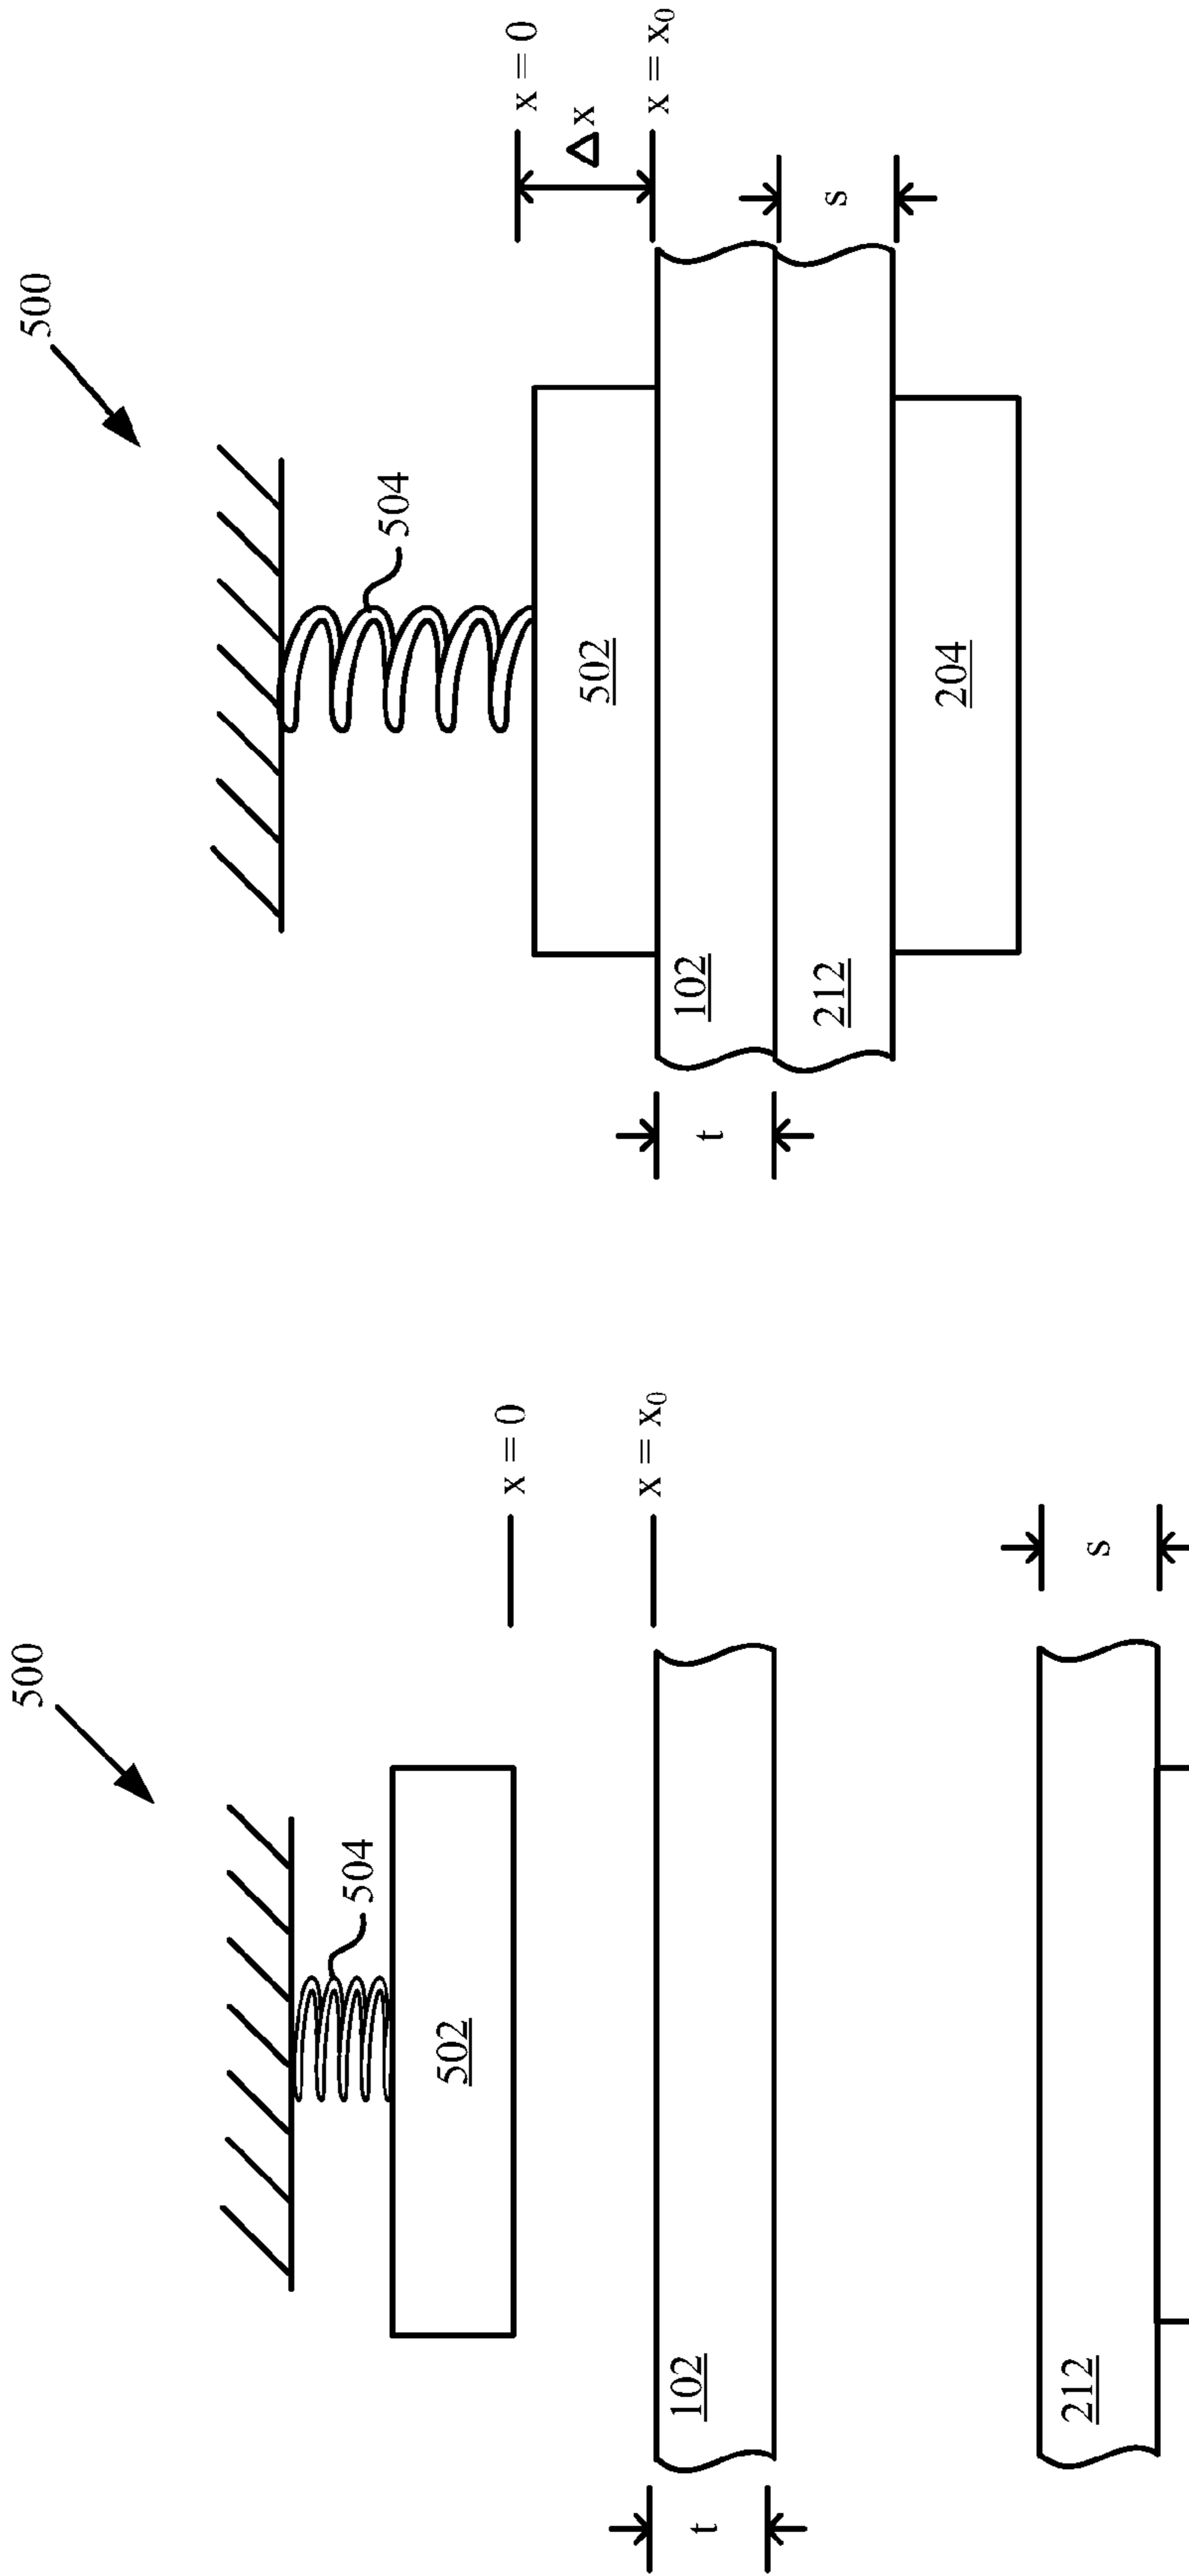 500
504
502
x = 0
x = x₀
102
t
212
s
500
504
502
x = 0
Δx
x = x₀
102
t
212
s
204